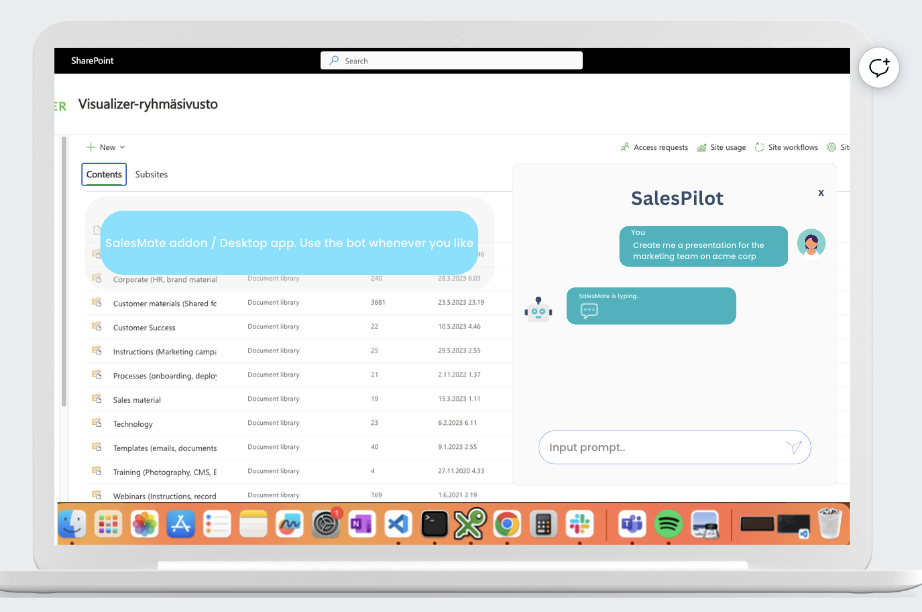 SharePoint
Search
ER Visualizer-ryhmäsivusto
New
Access requests Site usage Site workflows
Contents Subsites
SalesPilot
x
You
Create me a presentation for the
marketing team on acme corp
SalesMate addon / Desktop app. Use the bot whenever you like
46
Corporate (HR, brand material Document library 240 28.3.2023 6.03
SalesMate is typing..
Customer materials (Shared fc Document library 3881 23.5.2023 23.19
Customer Success Document library 22 10.5.2023 4.46
Instructions (Marketing campa Document library 25 29.5.2023 2.55
Processes (onboarding, deploy Document library 21 2.11.2022 1.37
Sales material Document library 19 15.3.2023 1.11
Technology Document library 23 6.2.2023 6.11
Templates (emails, documents Document library 40 9.1.2023 2.55
Input prompt..
Training (Photography, CMS, E Document library 4 27.11.2020 4.33
Webinars (Instructions, record Document library 169 1.6.2021 2.19
1